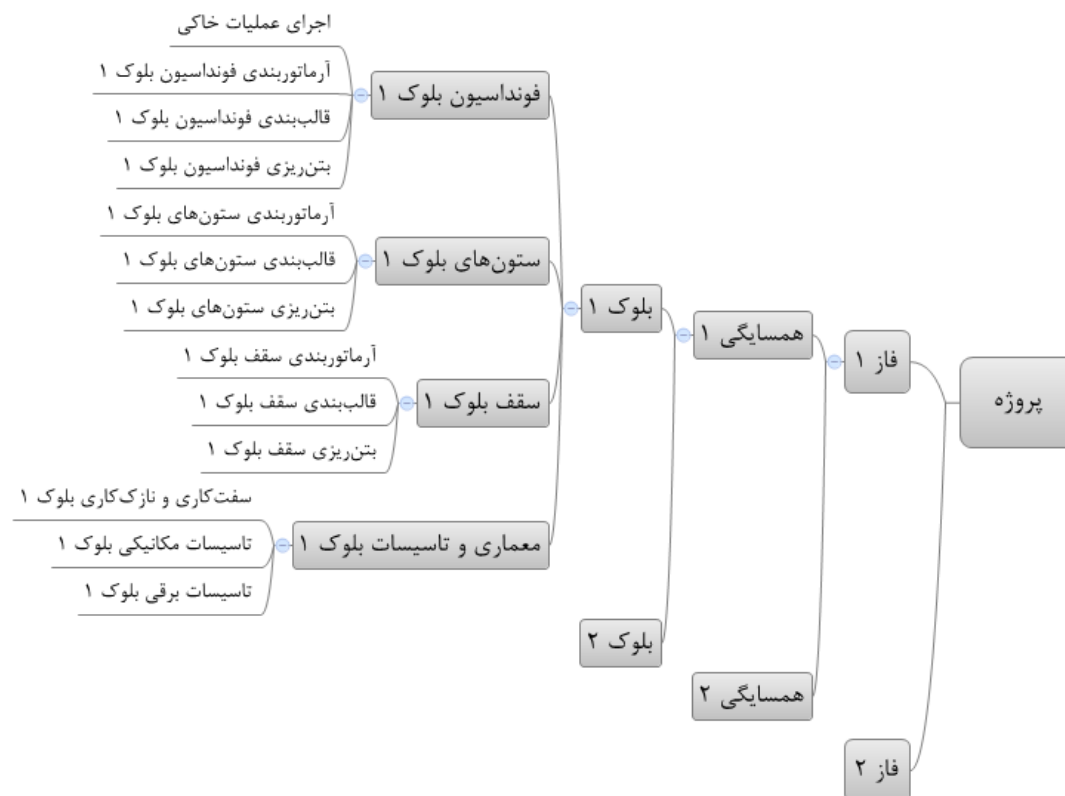 پروژه
فاز ۱
همسایگی ۱
بلوک ۱
فونداسیون بلوک ۱
اجرای عملیات خاکی
آرماتوربندی فونداسیون بلوک ۱
قالب‌بندی فونداسیون بلوک ۱
بتن‌ریزی فونداسیون بلوک ۱
ستون‌های بلوک ۱
آرماتوربندی ستون‌های بلوک ۱
قالب‌بندی ستون‌های بلوک ۱
بتن‌ریزی ستون‌های بلوک ۱
سقف بلوک ۱
آرماتوربندی سقف بلوک ۱
قالب‌بندی سقف بلوک ۱
بتن‌ریزی سقف بلوک ۱
معماری و تاسیسات بلوک ۱
سفت‌کاری و نازک‌کاری بلوک ۱
تاسیسات مکانیکی بلوک ۱
تاسیسات برقی بلوک ۱
بلوک ۲
همسایگی ۲
فاز ۲